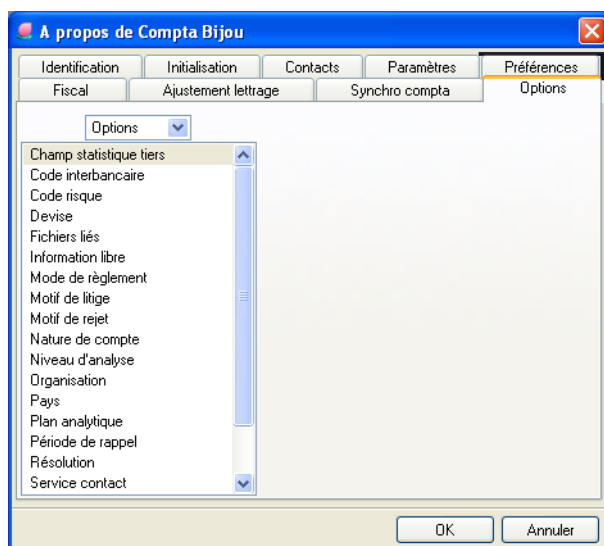 A propos de Compta Bijou
Identification Initialisation Contacts Paramètres Préférences
Fiscal Ajustement lettrage Synchro compta Options
Options
Champ statistique tiers
Code interbancaire
Code risque
Devise
Fichiers liés
Information libre
Mode de règlement
Motif de litige
Motif de rejet
Nature de compte
Niveau d'analyse
Organisation
Pays
Plan analytique
Période de rappel
Résolution
Service contact
OK Annuler